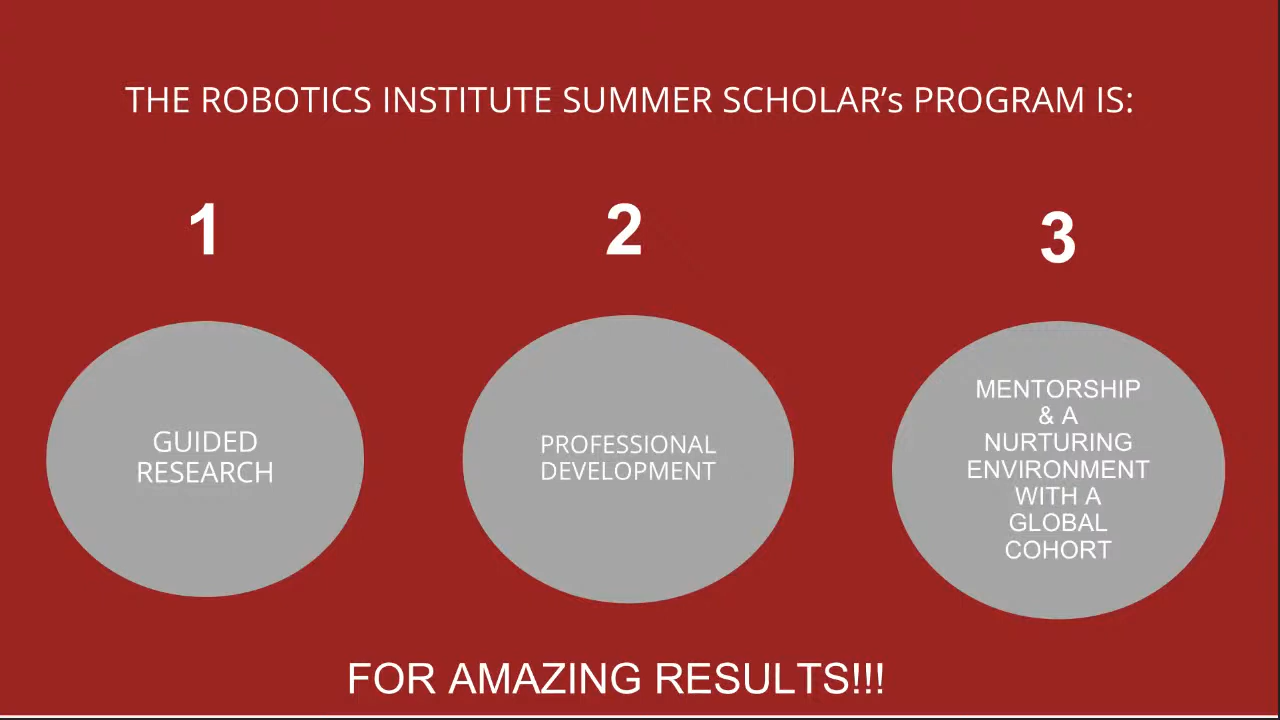 THE ROBOTICS INSTITUTE SUMMER SCHOLAR’s PROGRAM IS:
1
2
3
GUIDED
RESEARCH
PROFESSIONAL
DEVELOPMENT
MENTORSHIP
& A
NURTURING
ENVIRONMENT
WITH A
GLOBAL
COHORT
FOR AMAZING RESULTS!!!